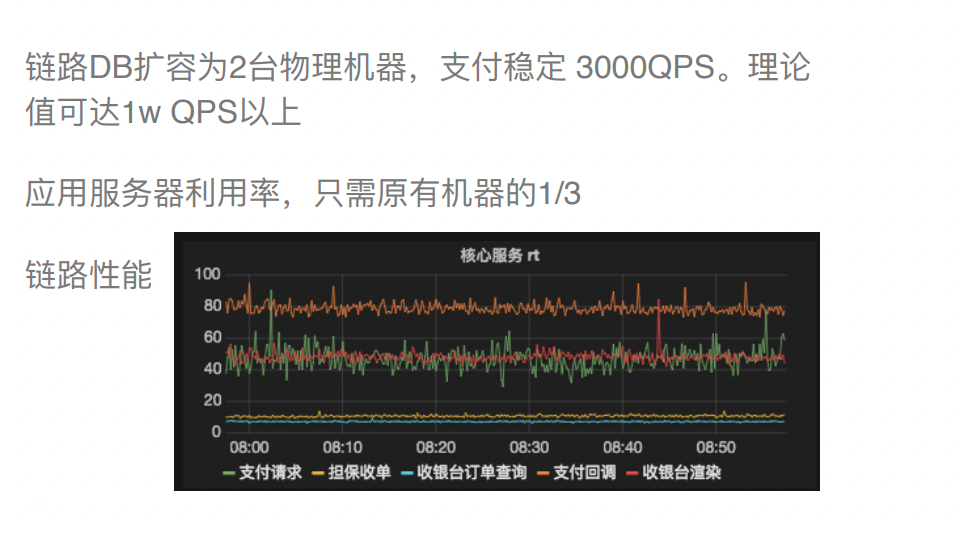 链路DB扩容为2台物理机器，支付稳定 3000QPS。理论
值可达1w QPS以上
应用服务器利用率，只需原有机器的1/3
链路性能
核心服务 rt
100
80
60
40
20
0
08:00 08:10 08:20 08:30 08:40 08:50
支付请求 担保收单 收银台订单查询 支付回调 收银台渲染